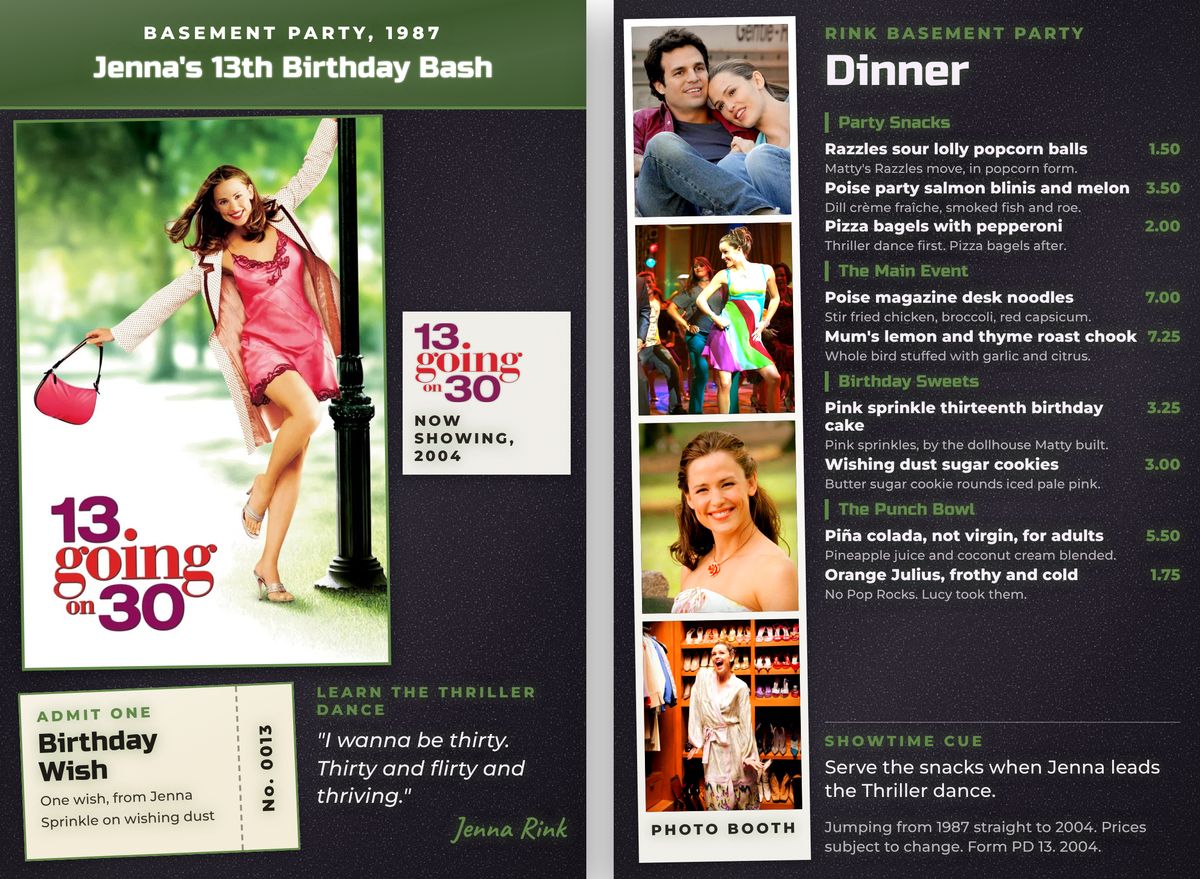 BASEMENT PARTY, 1987
Jenna's 13th Birthday Bash
13
going
on 30
13
going
on 30
NOW
SHOWING,
2004
ADMIT ONE
Birthday
Wish
One wish, from Jenna
Sprinkle on wishing dust
No. 0013
LEARN THE THRILLER
DANCE
"I wanna be thirty.
Thirty and flirty and
thriving."
Jenna Rink
PHOTO BOOTH
RINK BASEMENT PARTY
Dinner
Party Snacks
Razzles sour lolly popcorn balls 1.50
Matty's Razzles move, in popcorn form.
Poise party salmon blinis and melon 3.50
Dill crème fraîche, smoked fish and roe.
Pizza bagels with pepperoni 2.00
Thriller dance first. Pizza bagels after.
The Main Event
Poise magazine desk noodles 7.00
Stir fried chicken, broccoli, red capsicum.
Mum's lemon and thyme roast chook 7.25
Whole bird stuffed with garlic and citrus.
Birthday Sweets
Pink sprinkle thirteenth birthday 3.25
cake
Pink sprinkles, by the dollhouse Matty built.
Wishing dust sugar cookies 3.00
Butter sugar cookie rounds iced pale pink.
The Punch Bowl
Piña colada, not virgin, for adults 5.50
Pineapple juice and coconut cream blended.
Orange Julius, frothy and cold 1.75
No Pop Rocks. Lucy took them.
SHOWTIME CUE
Serve the snacks when Jenna leads
the Thriller dance.
Jumping from 1987 straight to 2004. Prices
subject to change. Form PD 13. 2004.